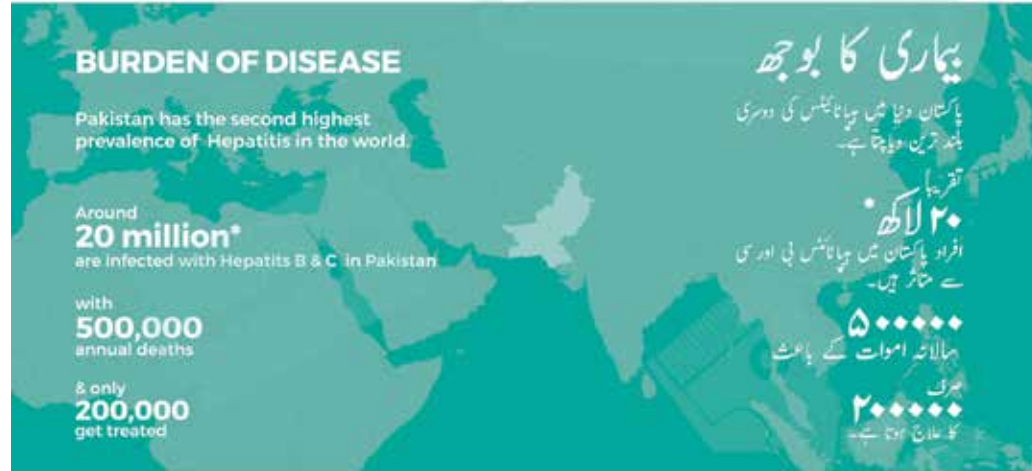 BURDEN OF DISEASE
Pakistan has the second highest
prevalence of Hepatitis in the world.
Around
20 million*
are infected with Hepatits B & C in Pakistan
with
500,000
annual deaths
& only
200,000
get treated
بیماری کا بوجھ
پاکستان دنیا میں ہیپاٹائیٹس کی دوسری
بلند ترین وبا ہے۔
تقریبا
۲۰ لاکھ*
افراد پاکستان میں ہیپاٹائٹس بی اور سی
سے متاثر ہیں۔
۵۰۰۰۰۰
سالانہ اموات کے باعث
صرف
۲۰۰۰۰۰
کا علاج ہوتا ہے۔